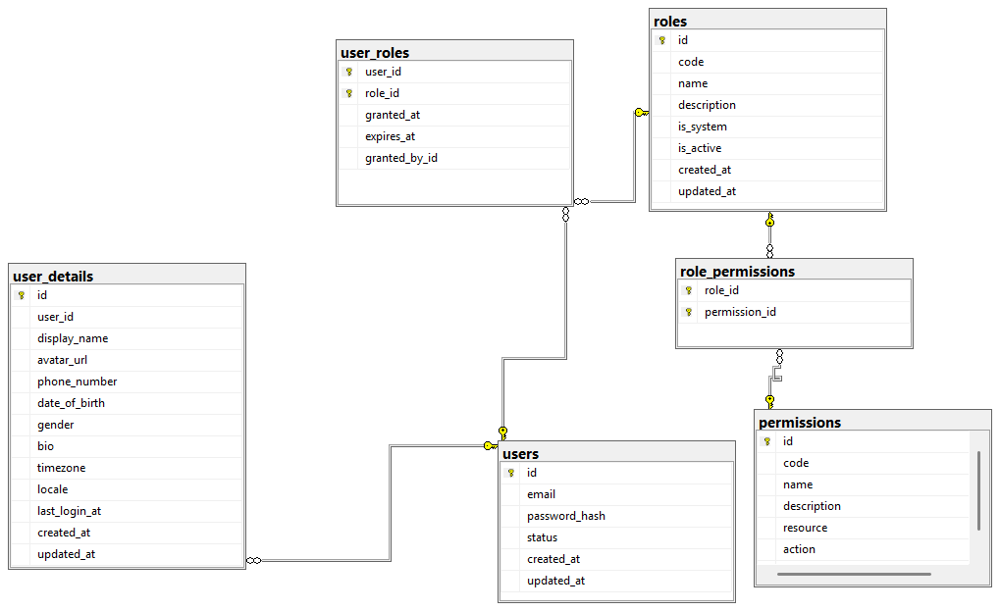 roles
id
code
name
description
is_system
is_active
created_at
updated_at
user_roles
user_id
role_id
granted_at
expires_at
granted_by_id
role_permissions
role_id
permission_id
user_details
id
user_id
display_name
avatar_url
phone_number
date_of_birth
gender
bio
timezone
locale
last_login_at
created_at
updated_at
users
id
email
password_hash
status
created_at
updated_at
permissions
id
code
name
description
resource
action